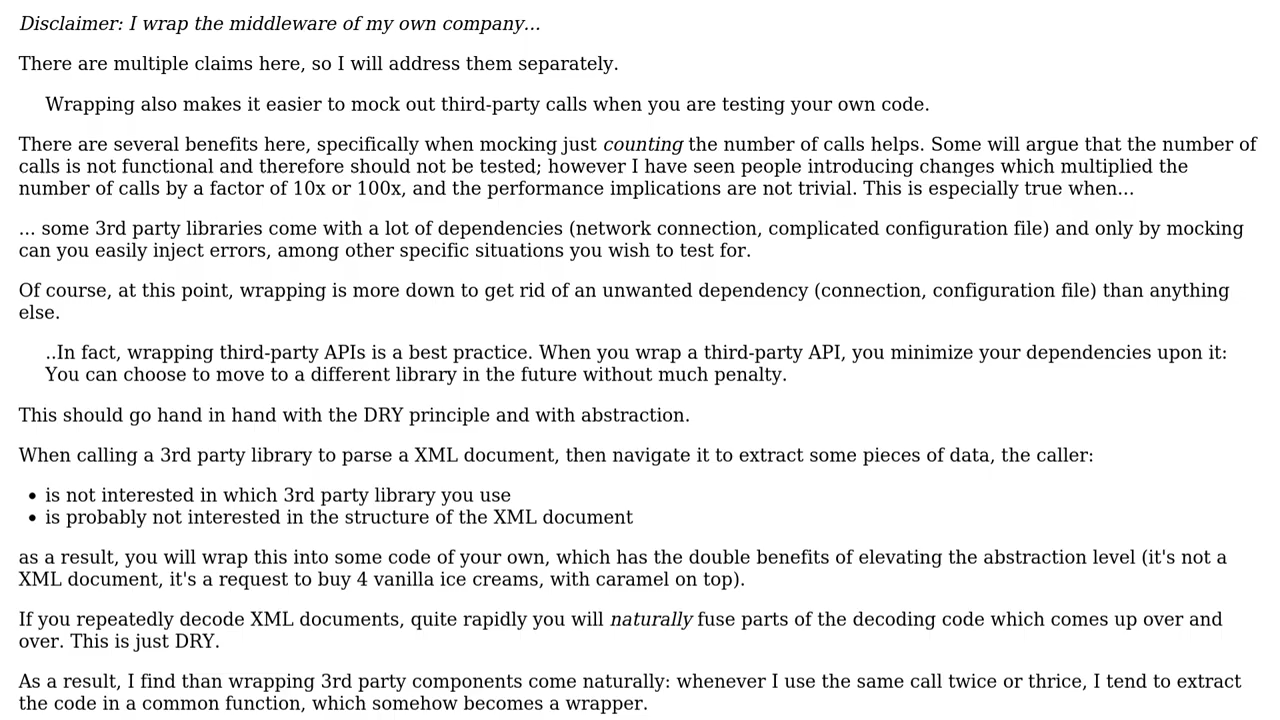 Disclaimer: I wrap the middleware of my own company...
There are multiple claims here, so I will address them separately.
Wrapping also makes it easier to mock out third-party calls when you are testing your own code.
There are several benefits here, specifically when mocking just counting the number of calls helps. Some will argue that the number of
calls is not functional and therefore should not be tested; however I have seen people introducing changes which multiplied the
number of calls by a factor of 10x or 100x, and the performance implications are not trivial. This is especially true when...
... some 3rd party libraries come with a lot of dependencies (network connection, complicated configuration file) and only by mocking
can you easily inject errors, among other specific situations you wish to test for.
Of course, at this point, wrapping is more down to get rid of an unwanted dependency (connection, configuration file) than anything
else.
..In fact, wrapping third-party APIs is a best practice. When you wrap a third-party API, you minimize your dependencies upon it:
You can choose to move to a different library in the future without much penalty.
This should go hand in hand with the DRY principle and with abstraction.
When calling a 3rd party library to parse a XML document, then navigate it to extract some pieces of data, the caller:
• is not interested in which 3rd party library you use
• is probably not interested in the structure of the XML document
as a result, you will wrap this into some code of your own, which has the double benefits of elevating the abstraction level (it's not a
XML document, it's a request to buy 4 vanilla ice creams, with caramel on top).
If you repeatedly decode XML documents, quite rapidly you will naturally fuse parts of the decoding code which comes up over and
over. This is just DRY.
As a result, I find than wrapping 3rd party components come naturally: whenever I use the same call twice or thrice, I tend to extract
the code in a common function, which somehow becomes a wrapper.